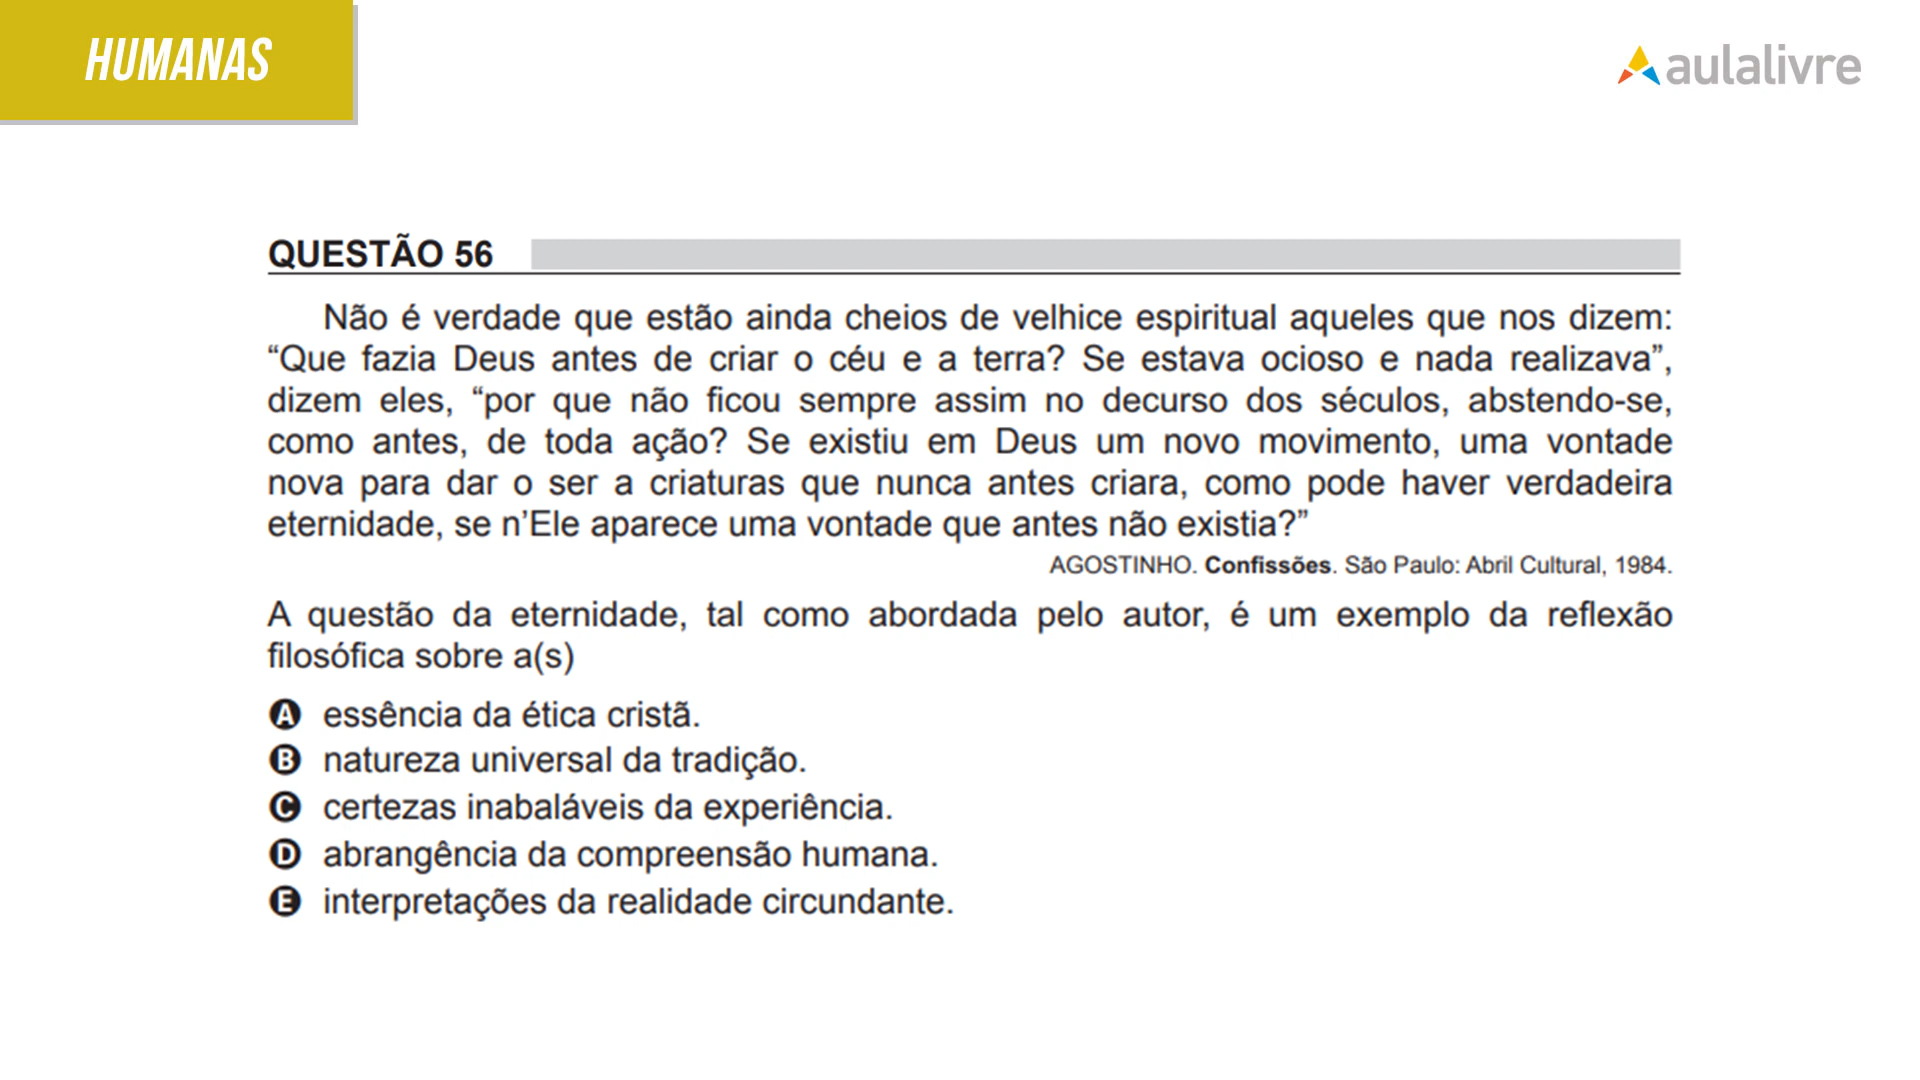 HUMANAS
aulalivre
QUESTÃO 56
Não é verdade que estão ainda cheios de velhice espiritual aqueles que nos dizem:
“Que fazia Deus antes de criar o céu e a terra? Se estava ocioso e nada realizava”,
dizem eles, “por que não ficou sempre assim no decurso dos séculos, abstendo-se,
como antes, de toda ação? Se existiu em Deus um novo movimento, uma vontade
nova para dar o ser a criaturas que nunca antes criara, como pode haver verdadeira
eternidade, se n’Ele aparece uma vontade que antes não existia?”
AGOSTINHO. Confissões. São Paulo: Abril Cultural, 1984.
A questão da eternidade, tal como abordada pelo autor, é um exemplo da reflexão
filosófica sobre a(s)
A essência da ética cristã.
B natureza universal da tradição.
C certezas inabaláveis da experiência.
D abrangência da compreensão humana.
E interpretações da realidade circundante.